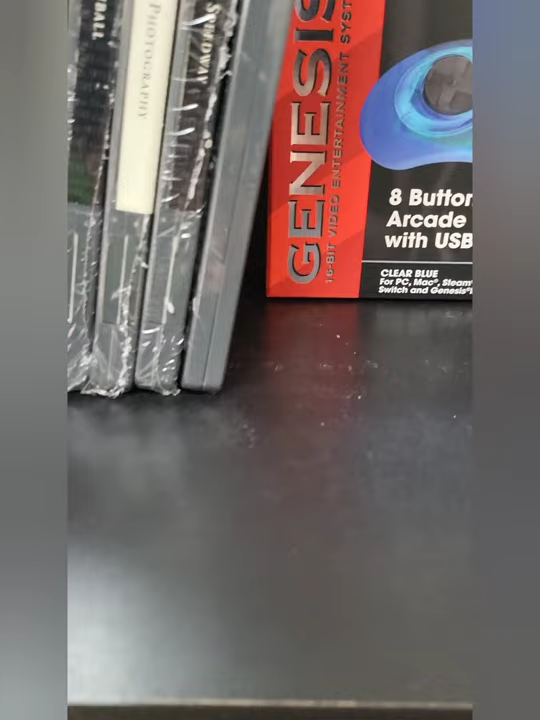 BALL
PHOTOGRAPHY
SPEEDWAY
GENESIS
16-BIT VIDEO ENTERTAINMENT SYST
8 Button
Arcade
with USB
CLEAR BLUE
For PC, Mac®, Steam®
Switch and Genesis®